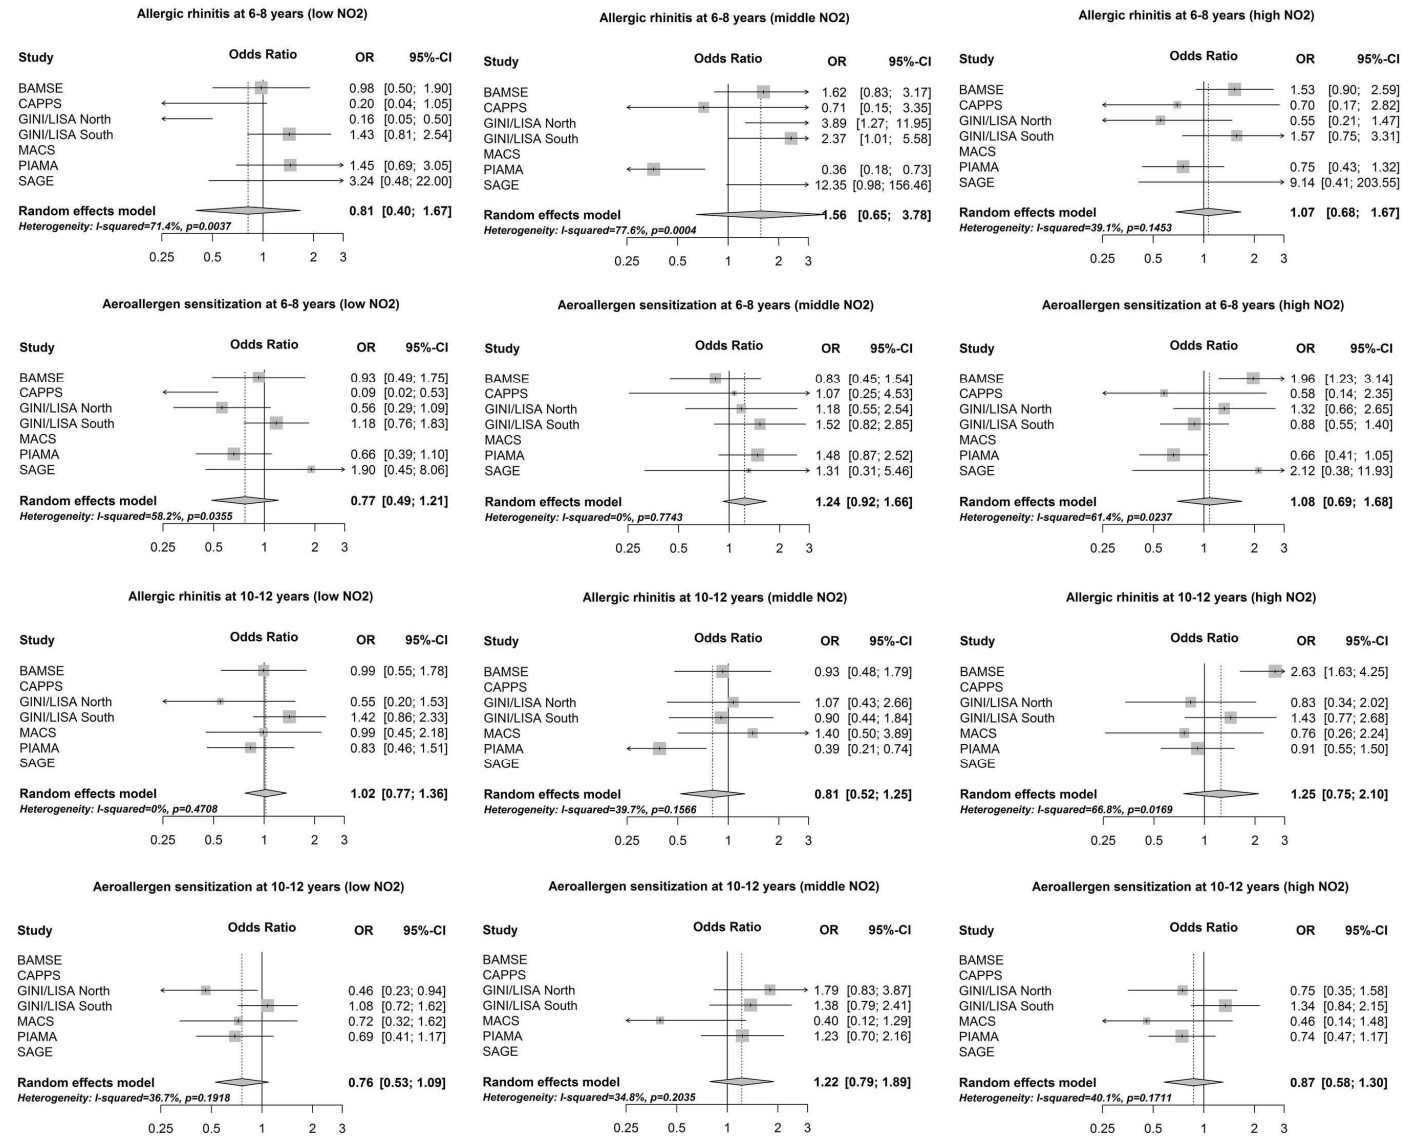 Allergic rhinitis at 6-8 years (low NO2)
Study Odds Ratio OR 95%-CI
BAMSE 0.98 [0.50; 1.90]
CAPPS 0.20 [0.04; 1.05]
GINI/LISA North 0.16 [0.05; 0.50]
GINI/LISA South 1.43 [0.81; 2.54]
MACS
PIAMA 1.45 [0.69; 3.05]
SAGE 3.24 [0.48; 22.00]
Random effects model 0.81 [0.40; 1.67]
Heterogeneity: I-squared=71.4%, p=0.0037
0.25 0.5 1 2 3
Allergic rhinitis at 6-8 years (middle NO2)
Study Odds Ratio OR 95%-CI
BAMSE 1.62 [0.83; 3.17]
CAPPS 0.71 [0.15; 3.35]
GINI/LISA North 3.89 [1.27; 11.95]
GINI/LISA South 2.37 [1.01; 5.58]
MACS
PIAMA 0.36 [0.18; 0.73]
SAGE 12.35 [0.98; 156.46]
Random effects model 1.56 [0.65; 3.78]
Heterogeneity: I-squared=77.6%, p=0.0004
0.25 0.5 1 2 3
Allergic rhinitis at 6-8 years (high NO2)
Study Odds Ratio OR 95%-CI
BAMSE 1.53 [0.90; 2.59]
CAPPS 0.70 [0.17; 2.82]
GINI/LISA North 0.55 [0.21; 1.47]
GINI/LISA South 1.57 [0.75; 3.31]
MACS
PIAMA 0.75 [0.43; 1.32]
SAGE 9.14 [0.41; 203.55]
Random effects model 1.07 [0.68; 1.67]
Heterogeneity: I-squared=39.1%, p=0.1453
0.25 0.5 1 2 3
Aeroallergen sensitization at 6-8 years (low NO2)
Study Odds Ratio OR 95%-CI
BAMSE 0.93 [0.49; 1.75]
CAPPS 0.09 [0.02; 0.53]
GINI/LISA North 0.56 [0.29; 1.09]
GINI/LISA South 1.18 [0.76; 1.83]
MACS
PIAMA 0.66 [0.39; 1.10]
SAGE 1.90 [0.45; 8.06]
Random effects model 0.77 [0.49; 1.21]
Heterogeneity: I-squared=58.2%, p=0.0355
0.25 0.5 1 2 3
Aeroallergen sensitization at 6-8 years (middle NO2)
Study Odds Ratio OR 95%-CI
BAMSE 0.83 [0.45; 1.54]
CAPPS 1.07 [0.25; 4.53]
GINI/LISA North 1.18 [0.55; 2.54]
GINI/LISA South 1.52 [0.82; 2.85]
MACS
PIAMA 1.48 [0.87; 2.52]
SAGE 1.31 [0.31; 5.46]
Random effects model 1.24 [0.92; 1.66]
Heterogeneity: I-squared=0%, p=0.7743
0.25 0.5 1 2 3
Aeroallergen sensitization at 6-8 years (high NO2)
Study Odds Ratio OR 95%-CI
BAMSE 1.96 [1.23; 3.14]
CAPPS 0.58 [0.14; 2.35]
GINI/LISA North 1.32 [0.66; 2.65]
GINI/LISA South 0.88 [0.55; 1.40]
MACS
PIAMA 0.66 [0.41; 1.05]
SAGE 2.12 [0.38; 11.93]
Random effects model 1.08 [0.69; 1.68]
Heterogeneity: I-squared=61.4%, p=0.0237
0.25 0.5 1 2 3
Allergic rhinitis at 10-12 years (low NO2)
Study Odds Ratio OR 95%-CI
BAMSE 0.99 [0.55; 1.78]
CAPPS
GINI/LISA North 0.55 [0.20; 1.53]
GINI/LISA South 1.42 [0.86; 2.33]
MACS 0.99 [0.45; 2.18]
PIAMA 0.83 [0.46; 1.51]
SAGE
Random effects model 1.02 [0.77; 1.36]
Heterogeneity: I-squared=0%, p=0.4708
0.25 0.5 1 2 3
Allergic rhinitis at 10-12 years (middle NO2)
Study Odds Ratio OR 95%-CI
BAMSE 0.93 [0.48; 1.79]
CAPPS
GINI/LISA North 1.07 [0.43; 2.66]
GINI/LISA South 0.90 [0.44; 1.84]
MACS 1.40 [0.50; 3.89]
PIAMA 0.39 [0.21; 0.74]
SAGE
Random effects model 0.81 [0.52; 1.25]
Heterogeneity: I-squared=39.7%, p=0.1566
0.25 0.5 1 2 3
Allergic rhinitis at 10-12 years (high NO2)
Study Odds Ratio OR 95%-CI
BAMSE 2.63 [1.63; 4.25]
CAPPS
GINI/LISA North 0.83 [0.34; 2.02]
GINI/LISA South 1.43 [0.77; 2.68]
MACS 0.76 [0.26; 2.24]
PIAMA 0.91 [0.55; 1.50]
SAGE
Random effects model 1.25 [0.75; 2.10]
Heterogeneity: I-squared=66.8%, p=0.0169
0.25 0.5 1 2 3
Aeroallergen sensitization at 10-12 years (low NO2)
Study Odds Ratio OR 95%-CI
BAMSE
CAPPS
GINI/LISA North 0.46 [0.23; 0.94]
GINI/LISA South 1.08 [0.72; 1.62]
MACS 0.72 [0.32; 1.62]
PIAMA 0.69 [0.41; 1.17]
SAGE
Random effects model 0.76 [0.53; 1.09]
Heterogeneity: I-squared=36.7%, p=0.1918
0.25 0.5 1 2 3
Aeroallergen sensitization at 10-12 years (middle NO2)
Study Odds Ratio OR 95%-CI
BAMSE
CAPPS
GINI/LISA North 1.79 [0.83; 3.87]
GINI/LISA South 1.38 [0.79; 2.41]
MACS 0.40 [0.12; 1.29]
PIAMA 1.23 [0.70; 2.16]
SAGE
Random effects model 1.22 [0.79; 1.89]
Heterogeneity: I-squared=34.8%, p=0.2035
0.25 0.5 1 2 3
Aeroallergen sensitization at 10-12 years (high NO2)
Study Odds Ratio OR 95%-CI
BAMSE
CAPPS
GINI/LISA North 0.75 [0.35; 1.58]
GINI/LISA South 1.34 [0.84; 2.15]
MACS 0.46 [0.14; 1.48]
PIAMA 0.74 [0.47; 1.17]
SAGE
Random effects model 0.87 [0.58; 1.30]
Heterogeneity: I-squared=40.1%, p=0.1711
0.25 0.5 1 2 3